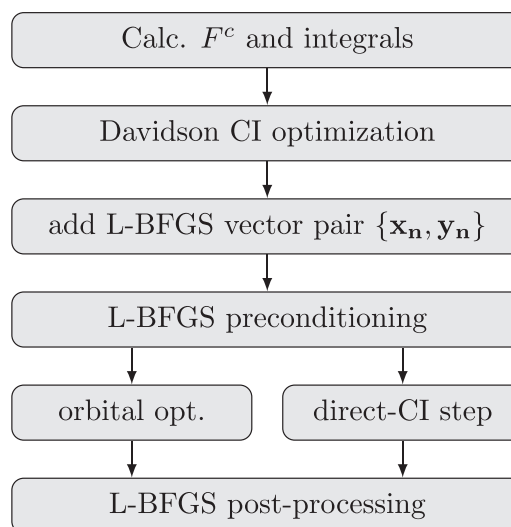 Calc. F^c and integrals
Davidson CI optimization
add L-BFGS vector pair {x_n, y_n}
L-BFGS preconditioning
orbital opt.
direct-CI step
L-BFGS post-processing